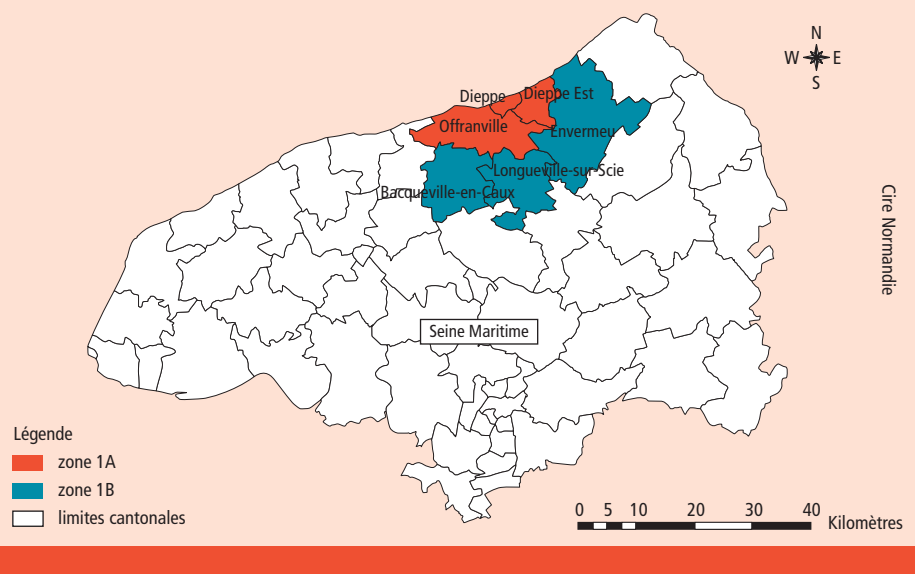 N
W E
S
Dieppe
Dieppe Est
Offranville
Envermeu
Longueville-sur-Scie
Bacqueville-en-Caux
Cire Normandie
Seine Maritime
Légende
zone 1A
zone 1B
limites cantonales
0 5 10 20 30 40
Kilomètres